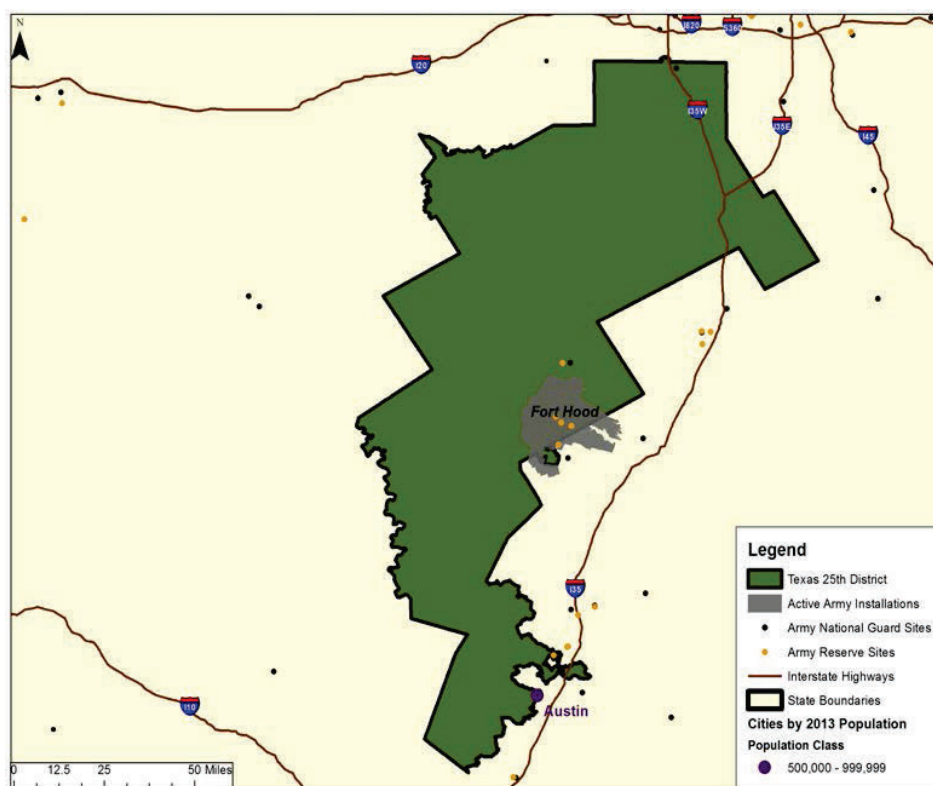 N
I820
S360
I20
I35W
I35E
I45
Fort Hood
I35
I10
Austin
0 12.5 25 50 Miles
Legend
Texas 25th District
Active Army Installations
Army National Guard Sites
Army Reserve Sites
Interstate Highways
State Boundaries
Cities by 2013 Population
Population Class
500,000 - 999,999